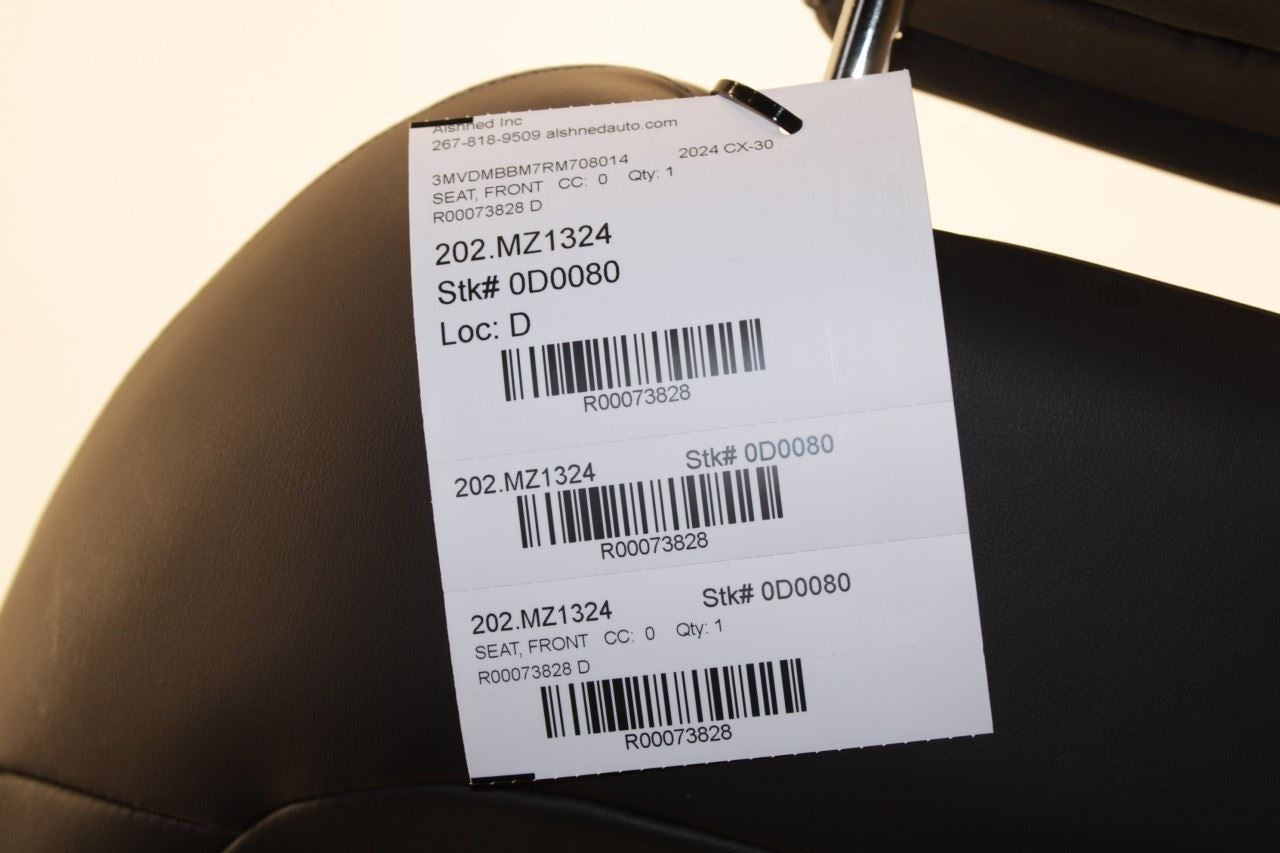 Alshned Inc
267-818-9509 alshnedauto.com
3MVDMBBM7RM708014 2024 CX-30
SEAT, FRONT CC: 0 Qty: 1
R00073828 D
202.MZ1324
Stk# 0D0080
Loc: D
R00073828
202.MZ1324 Stk# 0D0080
R00073828
202.MZ1324 Stk# 0D0080
SEAT, FRONT CC: 0 Qty: 1
R00073828 D
R00073828